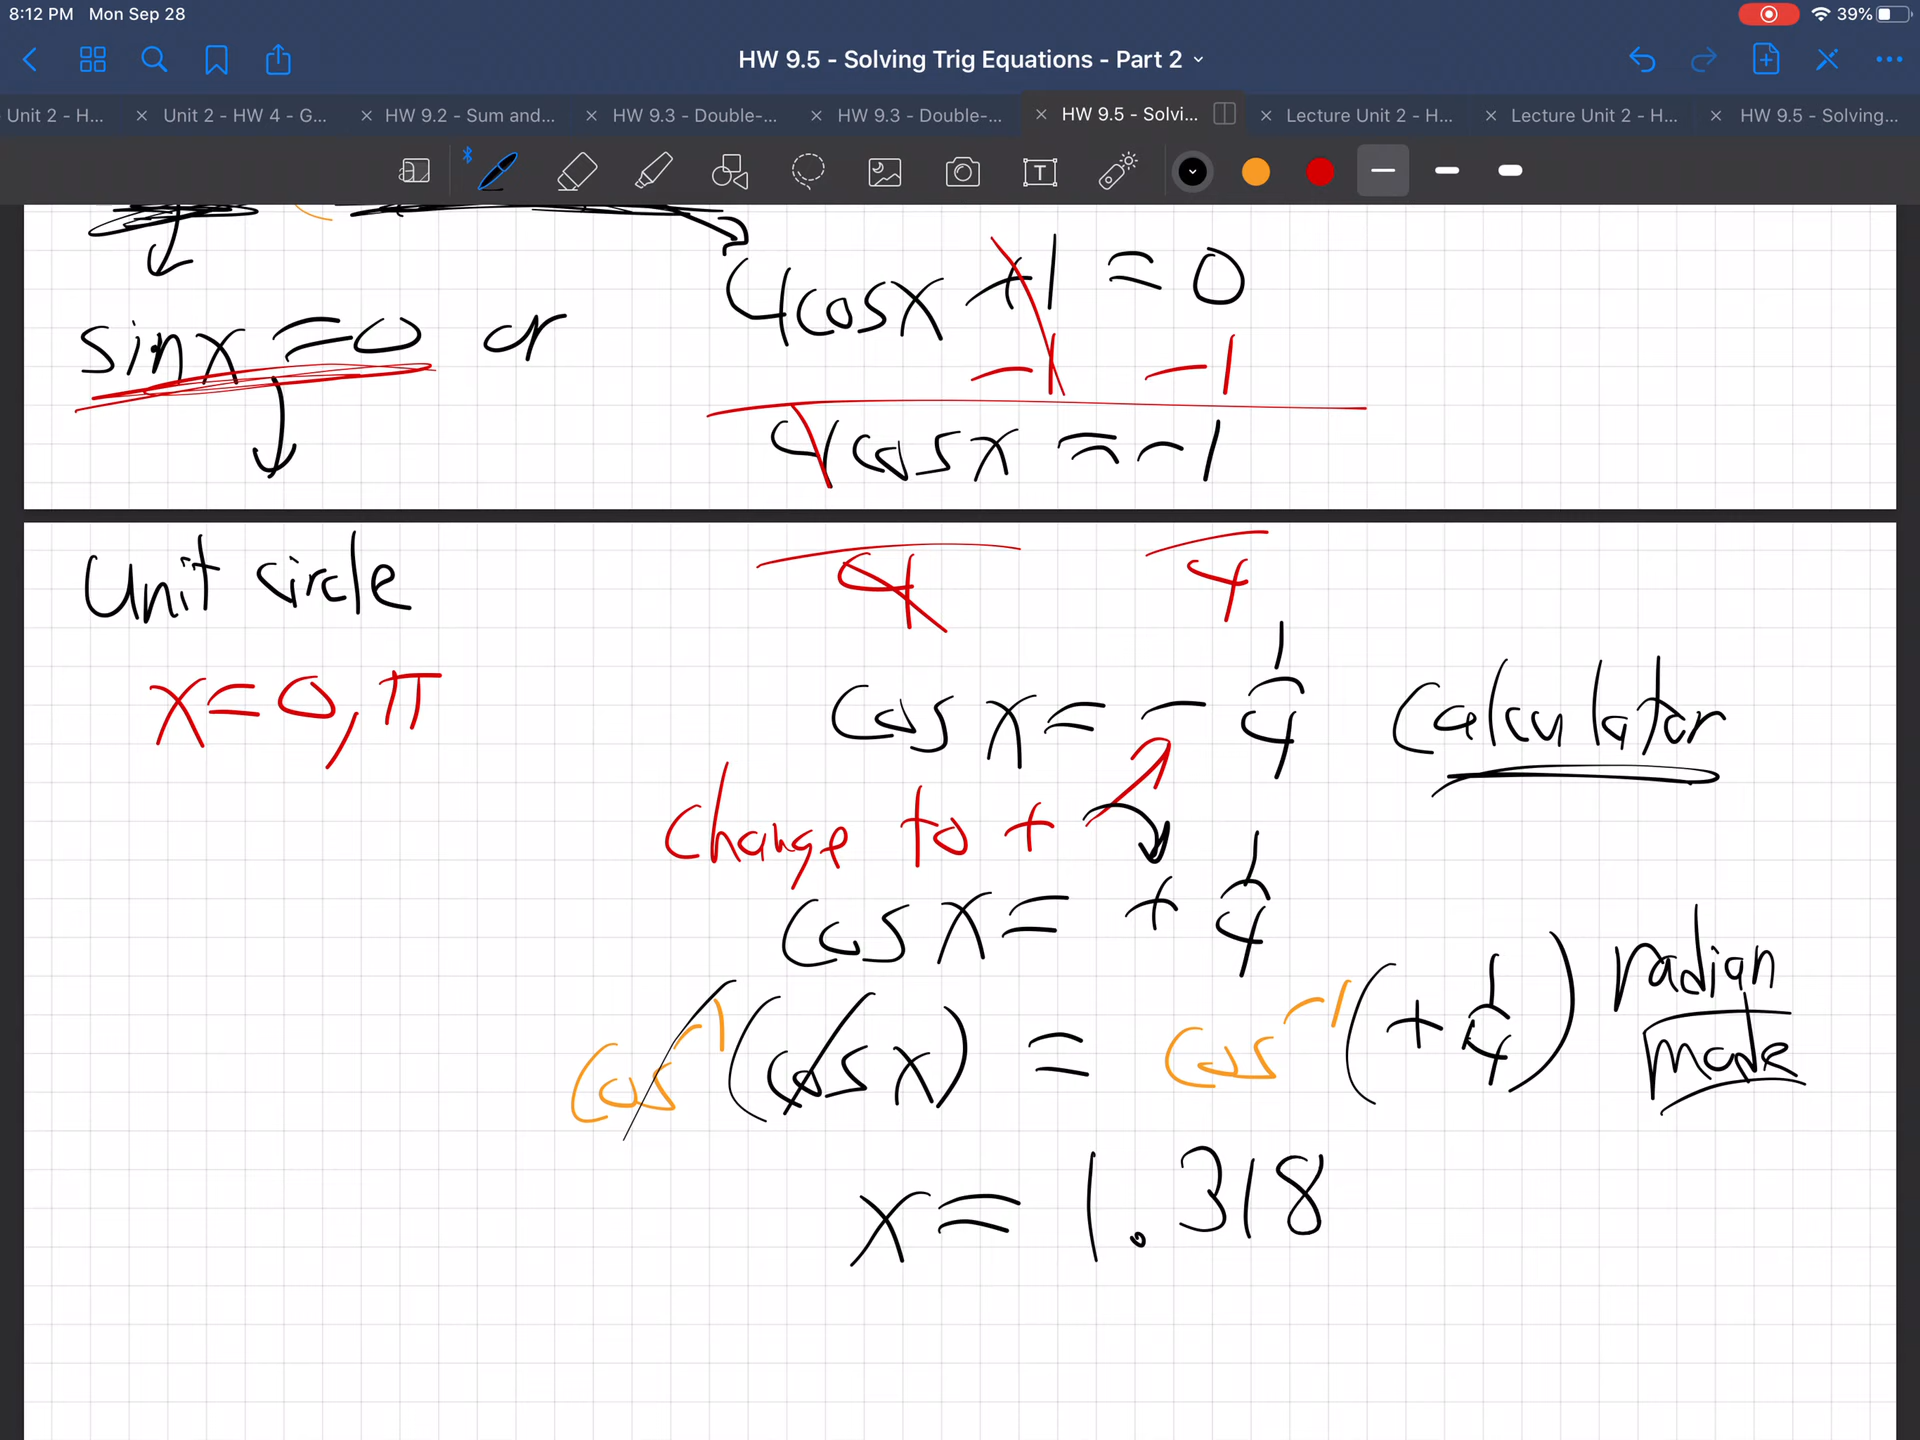 8:12 PM Mon Sep 28 39%
HW 9.5 - Solving Trig Equations - Part 2
Unit 2 - H... × Unit 2 - HW 4 - G... × HW 9.2 - Sum and... × HW 9.3 - Double-... × HW 9.3 - Double-... × HW 9.5 - Solvi... × Lecture Unit 2 - H... × Lecture Unit 2 - H... × HW 9.5 - Solving...
T
4cosx +1 = 0
sinx = 0 or
-1 -1
4cosx = -1
Unit circle
4 4
x = 0, π
cos x = - 1/4 Calculator
Change to +
cos x = + 1/4
cos⁻¹(cos x) = cos⁻¹(+ 1/4) radian
mode
x = 1.318